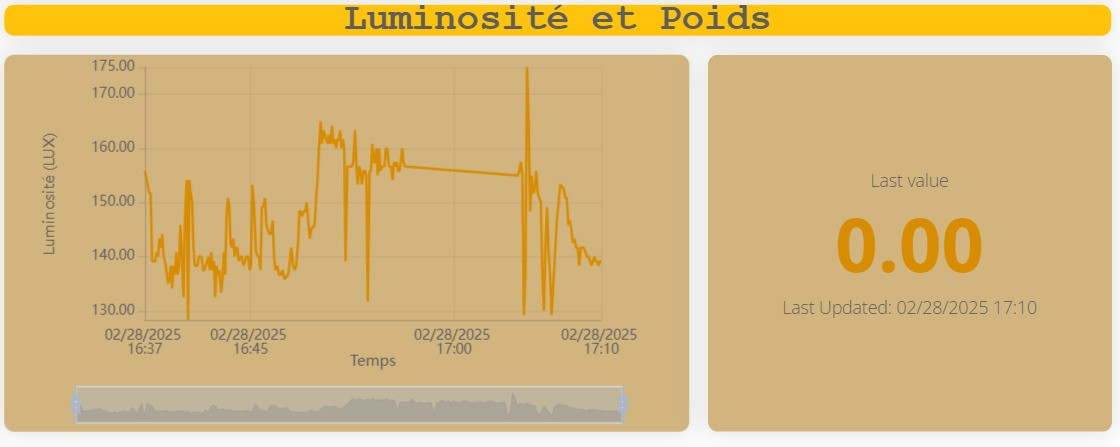 Luminosité et Poids
175.00
170.00
160.00
150.00
140.00
130.00
Luminosité (LUX)
02/28/2025 02/28/2025 02/28/2025 02/28/2025
16:37 16:45 17:00 17:10
Temps
Last value
0.00
Last Updated: 02/28/2025 17:10